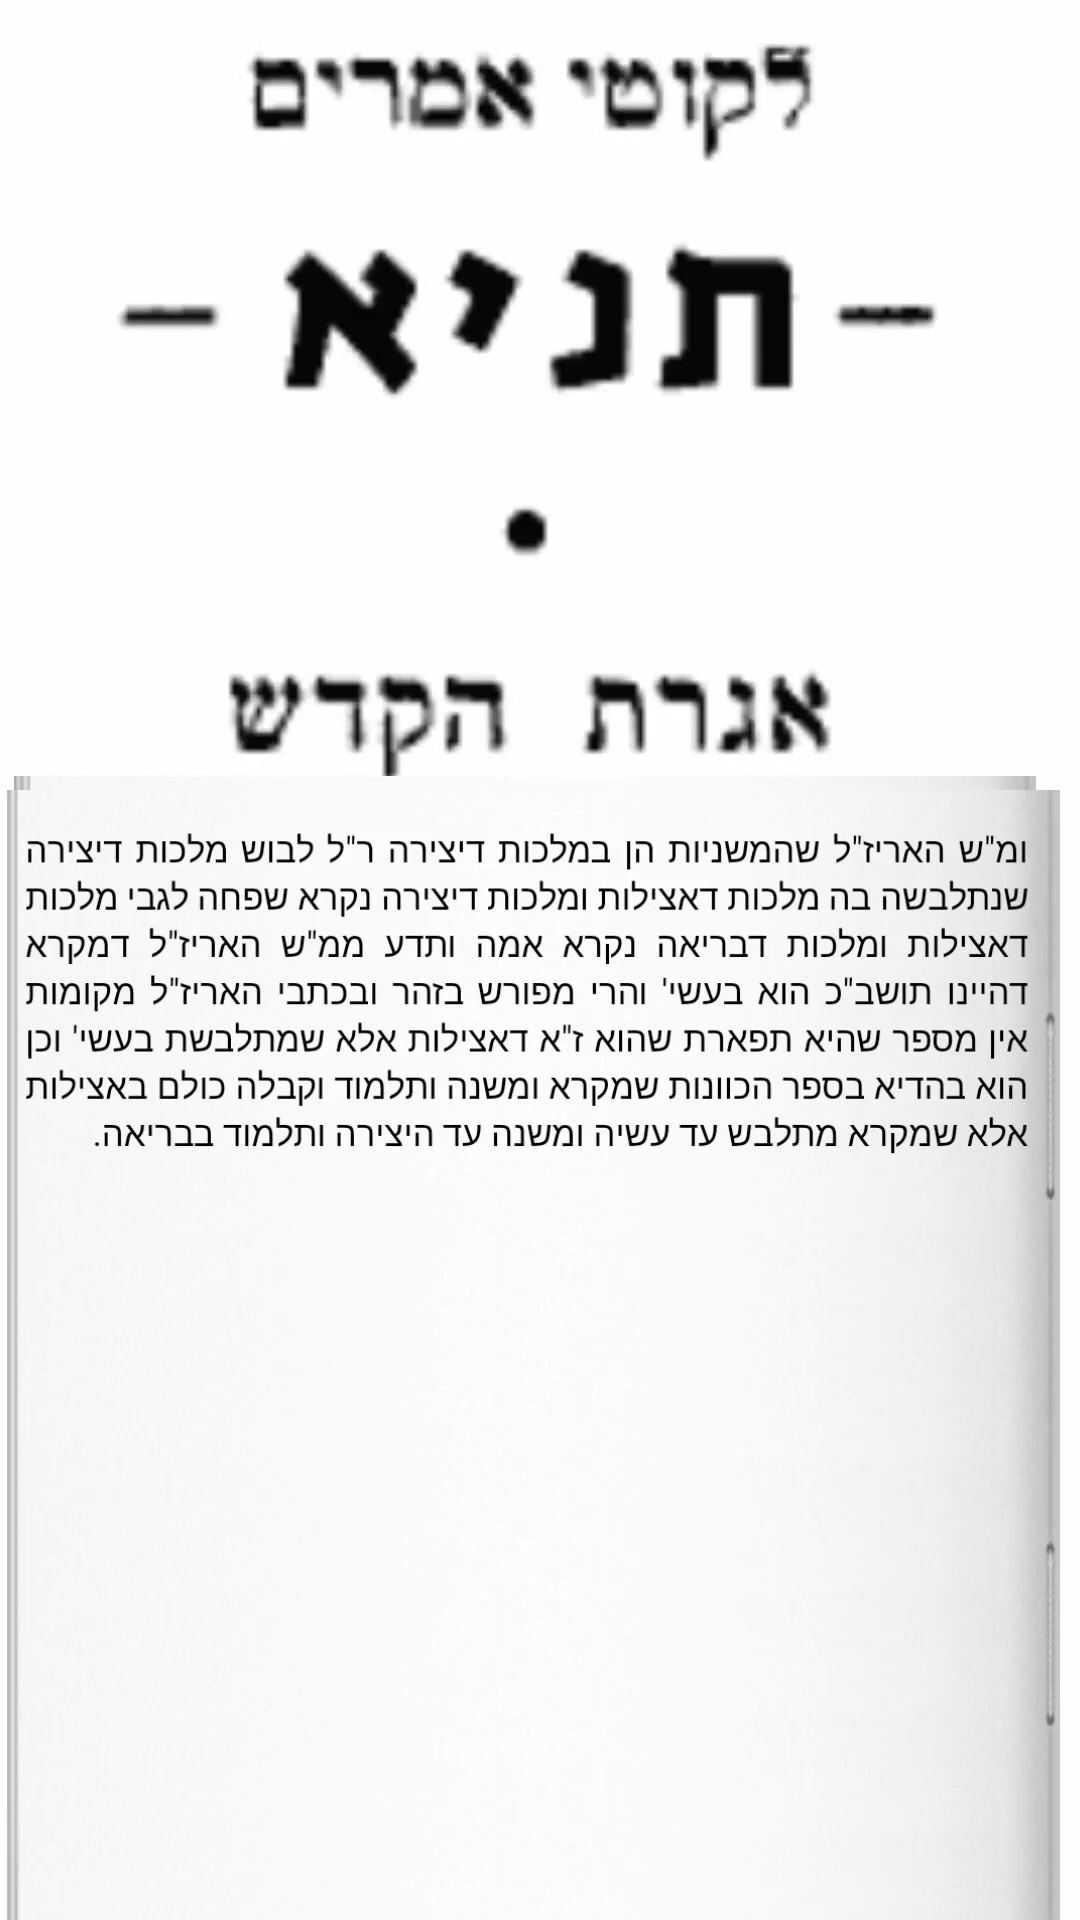 לקוטי אמרים
– תניא –
•
אגרת הקדש
ומ"ש האריז"ל שהמשניות הן במלכות דיצירה ר"ל לבוש מלכות דיצירה
שנתלבשה בה מלכות דאצילות ומלכות דיצירה נקרא שפחה לגבי מלכות
דאצילות ומלכות דבריאה נקרא אמה ותדע ממ"ש האריז"ל דמקרא
דהיינו תושב"כ הוא בעשי' והרי מפורש בזהר ובכתבי האריז"ל מקומות
אין מספר שהיא תפארת שהוא ז"א דאצילות אלא שמתלבשת בעשי' וכן
הוא בהדיא בספר הכוונות שמקרא ומשנה ותלמוד וקבלה כולם באצילות
אלא שמקרא מתלבש עד עשיה ומשנה עד היצירה ותלמוד בבריאה.